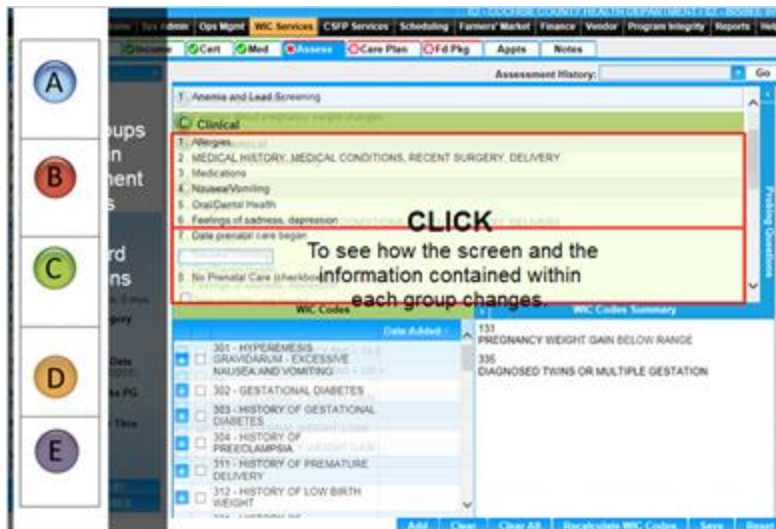 62 - COCHISE COUNTY HEALTH DEPARTMENT / 02 - BISBEE
Ops Mgmt WIC Services CSFP Services Scheduling Farmers' Market Finance Vendor Program Integrity Reports
Income Cert Med Assess Care Plan Fd Pkg Appts Notes
Assessment History: Go
A
1. Anemia and Lead Screening
C Clinical
1. Allergies
2. MEDICAL HISTORY, MEDICAL CONDITIONS, RECENT SURGERY, DELIVERY
3. Medications
4. Nausea/Vomiting
5. Oral/Dental Health
6. Feelings of sadness, depression
7. Date prenatal care began
8. No Prenatal Care (checkbox)
CLICK
To see how the screen and the
information contained within
each group changes.
Probing Questions
B
C
D
E
WIC Codes
Date Added
301 - HYPEREMESIS
GRAVIDARUM - EXCESSIVE
NAUSEA AND VOMITING
302 - GESTATIONAL DIABETES
303 - HISTORY OF GESTATIONAL
DIABETES
304 - HISTORY OF
PREECLAMPSIA
311 - HISTORY OF PREMATURE
DELIVERY
312 - HISTORY OF LOW BIRTH
WEIGHT
WIC Codes Summary
131
PREGNANCY WEIGHT GAIN BELOW RANGE
335
DIAGNOSED TWINS OR MULTIPLE GESTATION
Add Clear Clear All Recalculate WIC Codes Save Reset